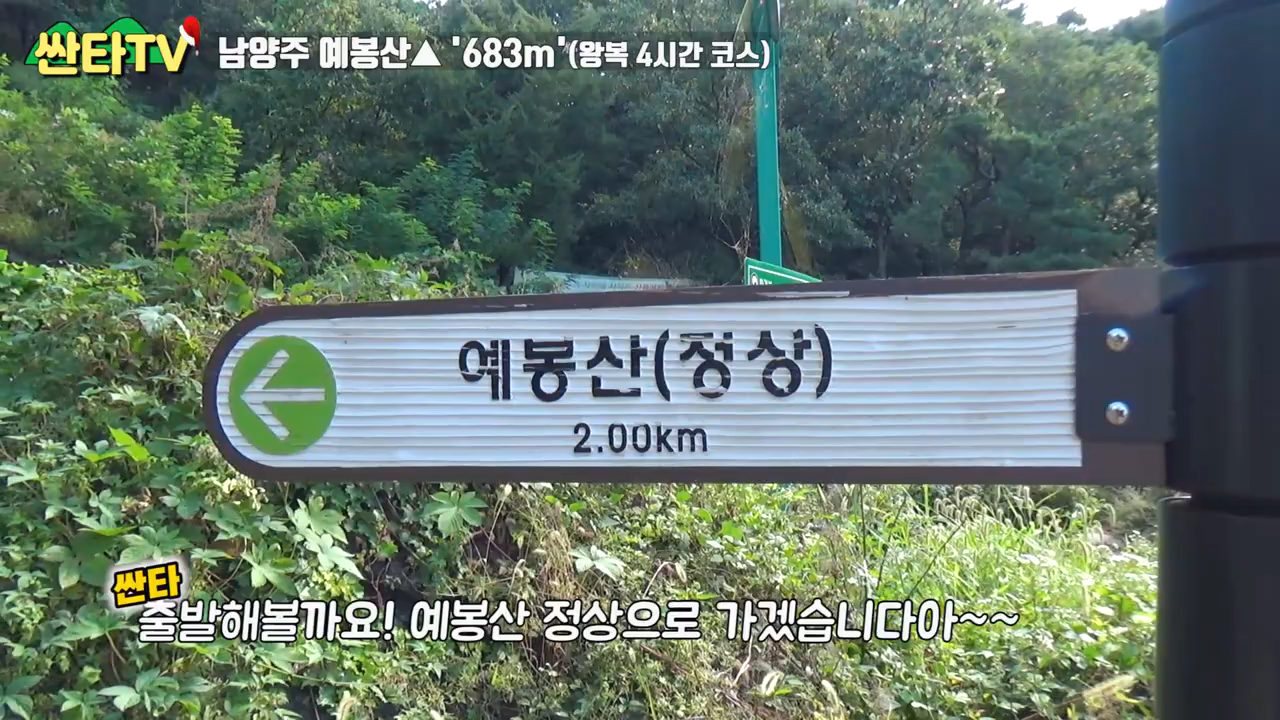 싼타TV
남양주 예봉산▲ '683m'(왕복 4시간 코스)
예봉산(정상)
2.00km
싼타
출발해볼까요! 예봉산 정상으로 가겠습니다아~~